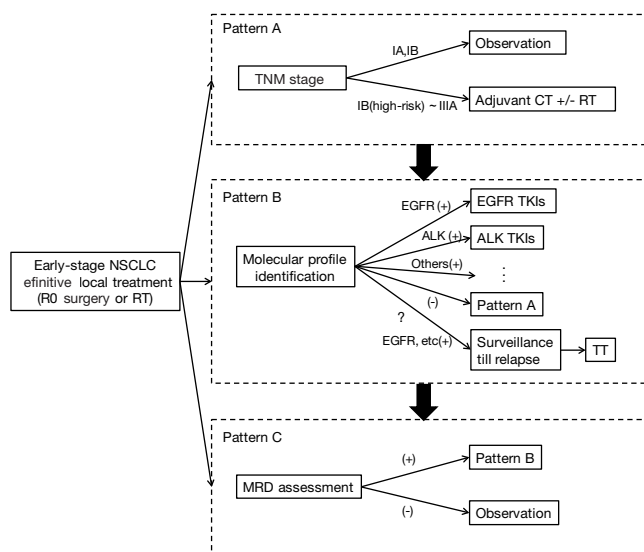 Pattern A
TNM stage
IA,IB
Observation
IB(high-risk) ~ IIIA
Adjuvant CT +/- RT
Early-stage NSCLC
efinitive local treatment
(R0 surgery or RT)
Pattern B
Molecular profile
identification
EGFR (+)
EGFR TKIs
ALK (+)
ALK TKIs
Others(+)
⋮
(-)
Pattern A
?
EGFR, etc(+)
Surveillance
till relapse
TT
Pattern C
MRD assessment
(+)
Pattern B
(-)
Observation